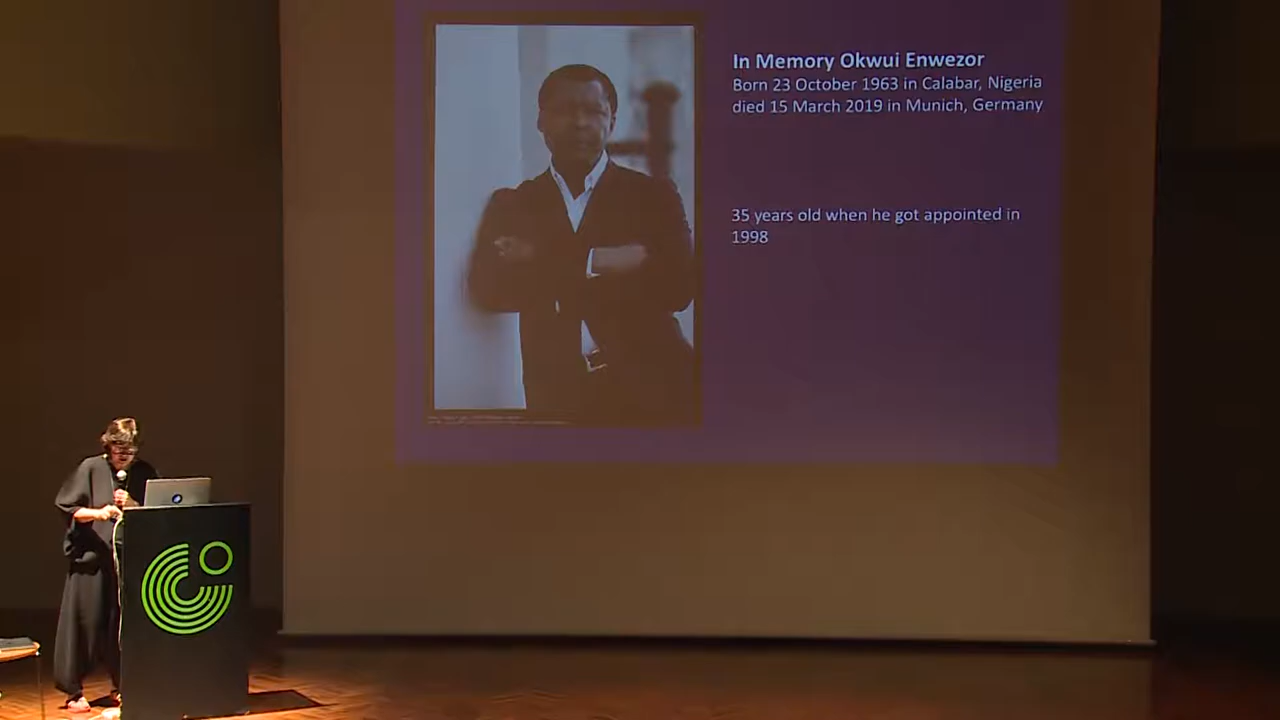 In Memory Okwui Enwezor
Born 23 October 1963 in Calabar, Nigeria
died 15 March 2019 in Munich, Germany
35 years old when he got appointed in
1998